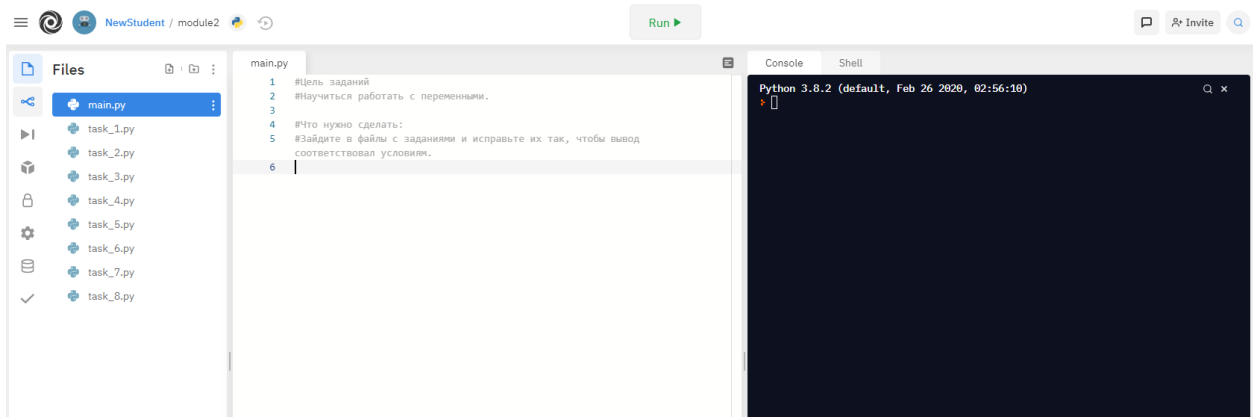 NewStudent / module2
Run
Invite
Files
main.py
task_1.py
task_2.py
task_3.py
task_4.py
task_5.py
task_6.py
task_7.py
task_8.py
main.py
1 #Цель заданий
2 #Научиться работать с переменными.
3
4 #Что нужно сделать:
5 #Зайдите в файлы с заданиями и исправьте их так, чтобы вывод
соответствовал условиям.
6
Console Shell
Python 3.8.2 (default, Feb 26 2020, 02:56:10)